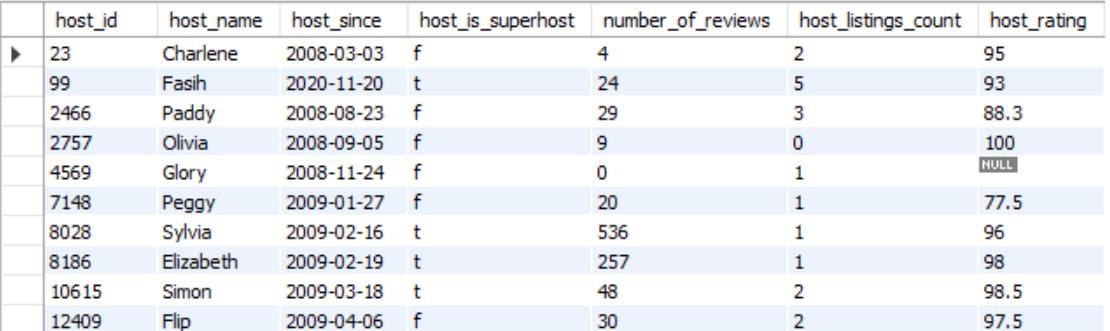 host_id host_name host_since host_is_superhost number_of_reviews host_listings_count host_rating
23 Charlene 2008-03-03 f 4 2 95
99 Fasih 2020-11-20 t 24 5 93
2466 Paddy 2008-08-23 f 29 3 88.3
2757 Olivia 2008-09-05 f 9 0 100
4569 Glory 2008-11-24 f 0 1 NULL
7148 Peggy 2009-01-27 f 20 1 77.5
8028 Sylvia 2009-02-16 t 536 1 96
8186 Elizabeth 2009-02-19 t 257 1 98
10615 Simon 2009-03-18 t 48 2 98.5
12409 Flip 2009-04-06 f 30 2 97.5